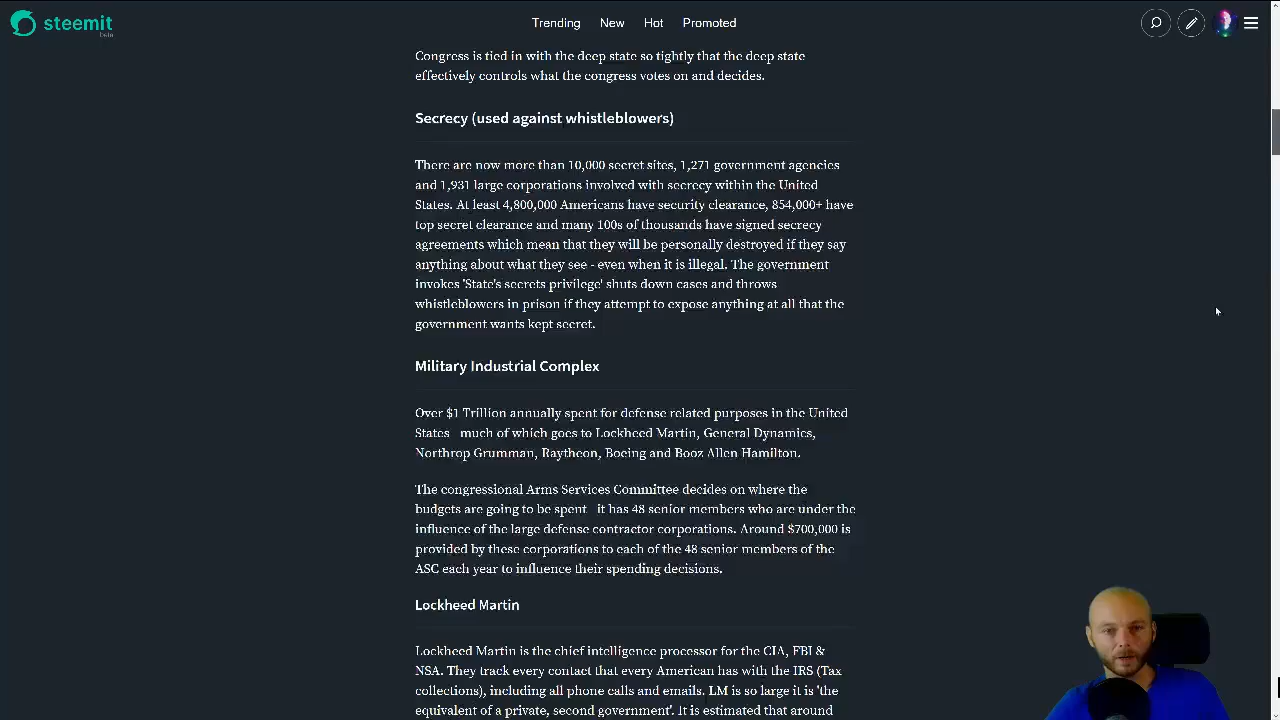 steemit
beta
Trending New Hot Promoted
Congress is tied in with the deep state so tightly that the deep state
effectively controls what the congress votes on and decides.
Secrecy (used against whistleblowers)
There are now more than 10,000 secret sites, 1,271 government agencies
and 1,931 large corporations involved with secrecy within the United
States. At least 4,800,000 Americans have security clearance, 854,000+ have
top secret clearance and many 100s of thousands have signed secrecy
agreements which mean that they will be personally destroyed if they say
anything about what they see - even when it is illegal. The government
invokes 'State's secrets privilege' shuts down cases and throws
whistleblowers in prison if they attempt to expose anything at all that the
government wants kept secret.
Military Industrial Complex
Over $1 Trillion annually spent for defense related purposes in the United
States much of which goes to Lockheed Martin, General Dynamics,
Northrop Grumman, Raytheon, Boeing and Booz Allen Hamilton.
The congressional Arms Services Committee decides on where the
budgets are going to be spent it has 48 senior members who are under the
influence of the large defense contractor corporations. Around $700,000 is
provided by these corporations to each of the 48 senior members of the
ASC each year to influence their spending decisions.
Lockheed Martin
Lockheed Martin is the chief intelligence processor for the CIA, FBI &
NSA. They track every contact that every American has with the IRS (Tax
collections), including all phone calls and emails. LM is so large it is 'the
equivalent of a private, second government'. It is estimated that around